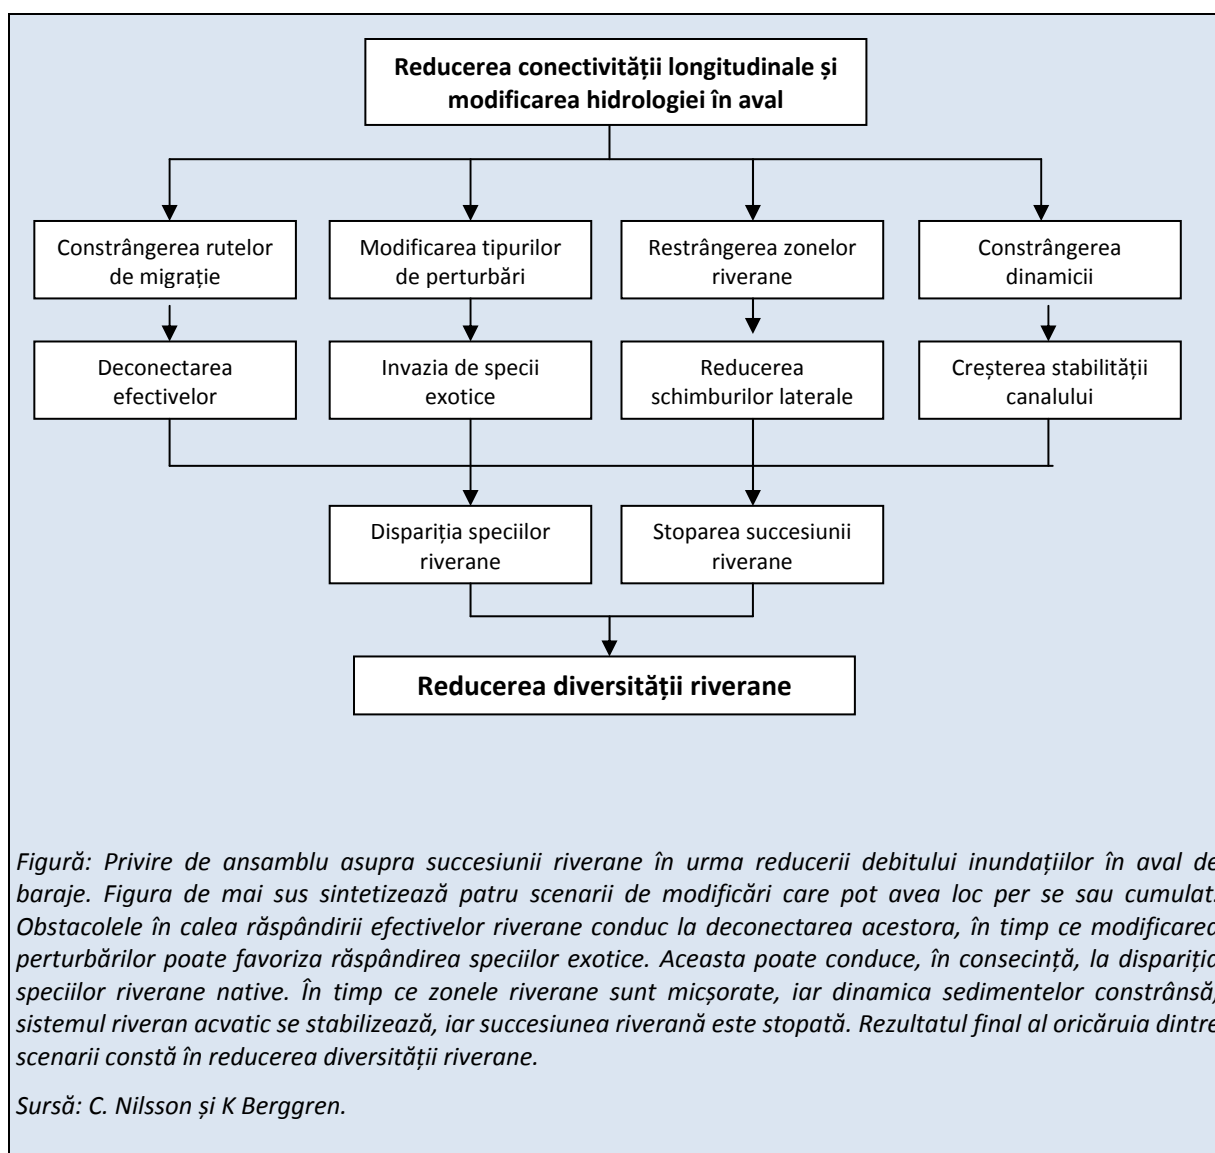 Reducerea conectivității longitudinale și
modificarea hidrologiei în aval
Constrângerea rutelor
de migrație
Modificarea tipurilor
de perturbări
Restrângerea zonelor
riverane
Constrângerea
dinamicii
Deconectarea
efectivelor
Invazia de specii
exotice
Reducerea
schimburilor laterale
Creșterea stabilității
canalului
Dispariția speciilor
riverane
Stoparea succesiunii
riverane
Reducerea diversității riverane
Figură: Privire de ansamblu asupra succesiunii riverane în urma reducerii debitului inundațiilor în aval de
baraje. Figura de mai sus sintetizează patru scenarii de modificări care pot avea loc per se sau cumulat.
Obstacolele în calea răspândirii efectivelor riverane conduc la deconectarea acestora, în timp ce modificarea
perturbărilor poate favoriza răspândirea speciilor exotice. Aceasta poate conduce, în consecință, la dispariția
speciilor riverane native. În timp ce zonele riverane sunt micșorate, iar dinamica sedimentelor constrânsă,
sistemul riveran acvatic se stabilizează, iar succesiunea riverană este stopată. Rezultatul final al oricăruia dintre
scenarii constă în reducerea diversității riverane.
Sursă: C. Nilsson și K Berggren.